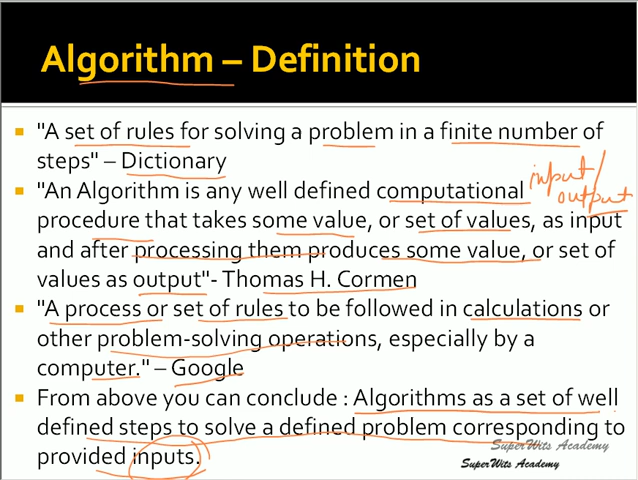 Algorithm – Definition
"A set of rules for solving a problem in a finite number of
steps" – Dictionary
input/
output
"An Algorithm is any well defined computational
procedure that takes some value, or set of values, as input
and after processing them produces some value, or set of
values as output"- Thomas H. Cormen
"A process or set of rules to be followed in calculations or
other problem-solving operations, especially by a
computer." – Google
From above you can conclude : Algorithms as a set of well
defined steps to solve a defined problem corresponding to
provided inputs.
SuperWits Academy
SuperWits Academy